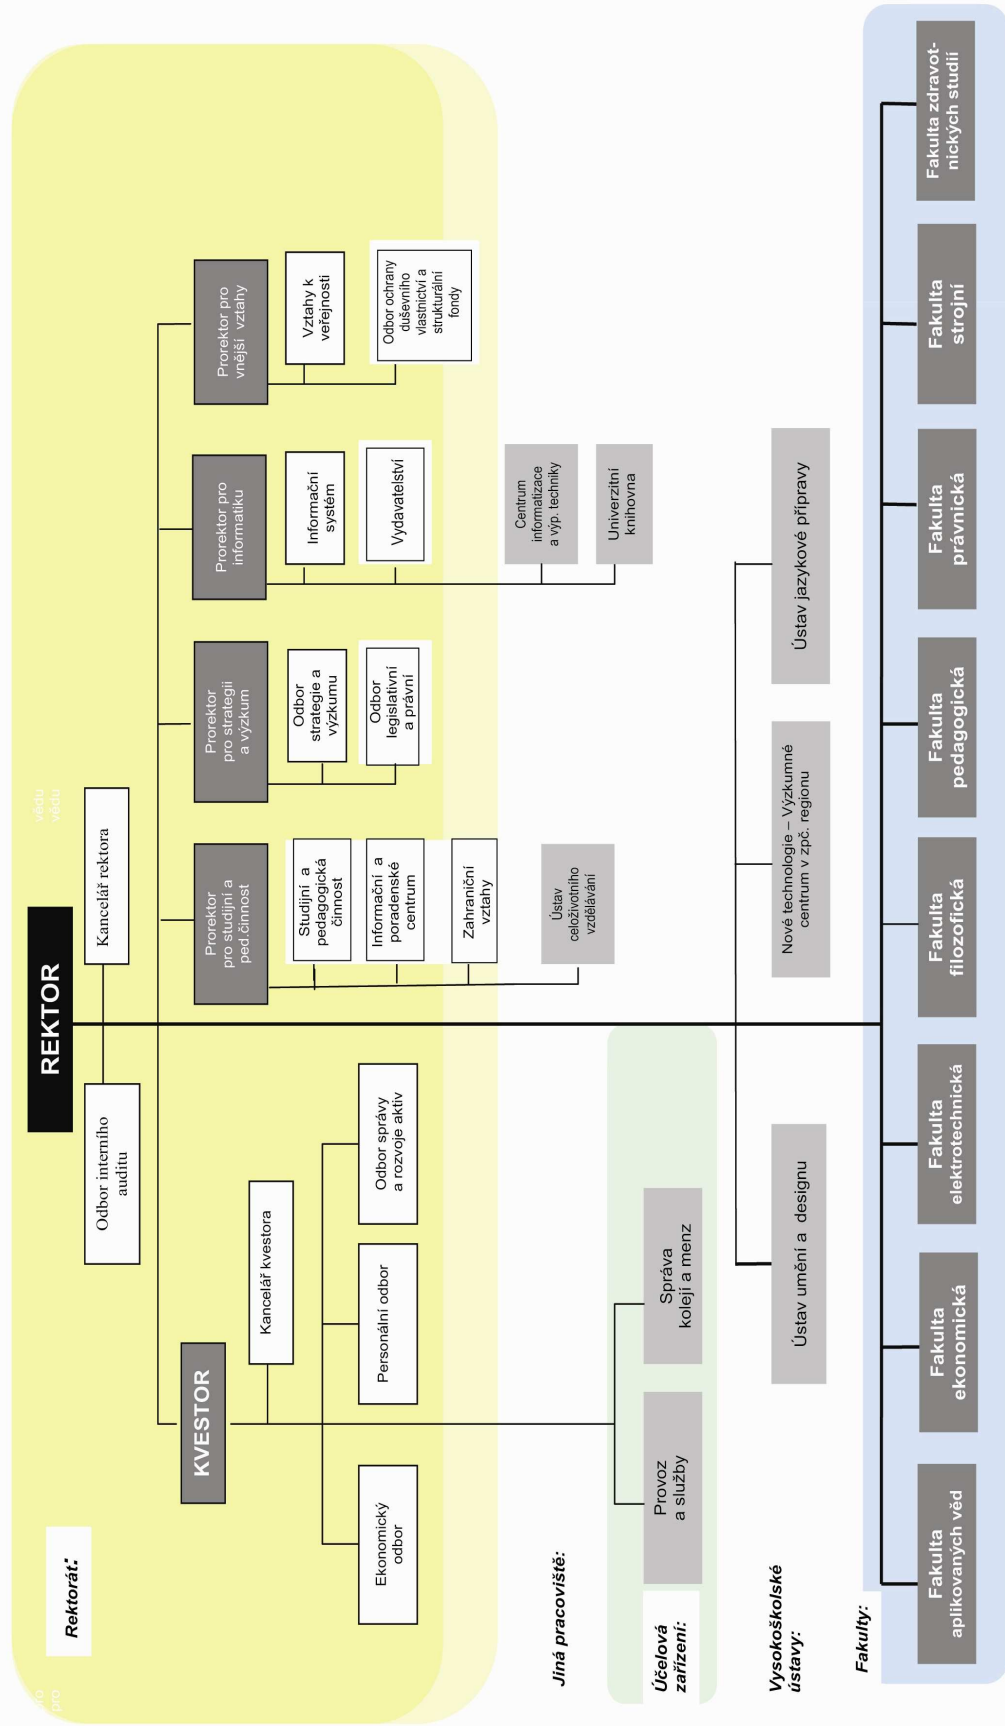 Rektorát:
REKTOR
Odbor interního
auditu
Kancelář rektora
vědu
vědu
pro
pro
KVESTOR
Kancelář kvestora
Ekonomický
odbor
Personální odbor
Odbor správy
a rozvoje aktiv
Prorektor
pro studijní a
ped.činnost
Studijní a
pedagogická
činnost
Informační a
poradenské
centrum
Zahraniční
vztahy
Prorektor
pro strategii
a výzkum
Odbor
strategie a
výzkumu
Odbor
legislativní
a právní
Prorektor pro
informatiku
Informační
systém
Vydavatelství
Prorektor pro
vnější vztahy
Vztahy k
veřejnosti
Odbor ochrany
duševního
vlastnictví a
strukturální
fondy
Jiná pracoviště:
Ústav
celoživotního
vzdělávání
Centrum
informatizace
a výp. techniky
Univerzitní
knihovna
Účelová
zařízení:
Provoz
a služby
Správa
kolejí a menz
Vysokoškolské
ústavy:
Ústav umění a designu
Nové technologie – Výzkumné
centrum v zpč. regionu
Ústav jazykové přípravy
Fakulty:
Fakulta
aplikovaných věd
Fakulta
ekonomická
Fakulta
elektrotechnická
Fakulta
filozofická
Fakulta
pedagogická
Fakulta
právnická
Fakulta
strojní
Fakulta zdravot-
nických studií